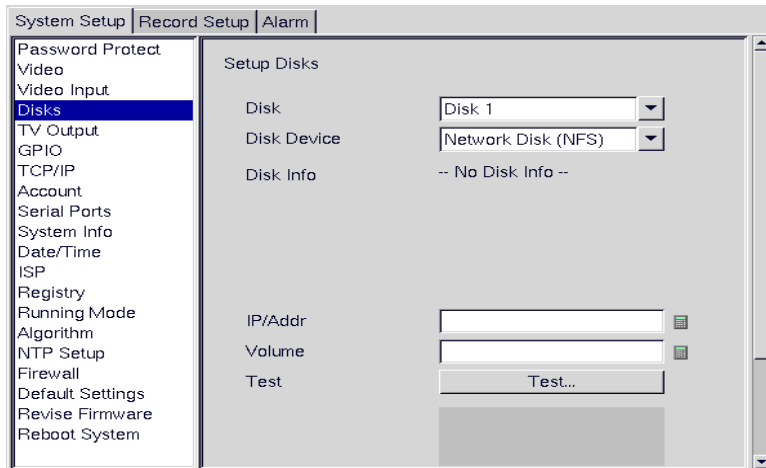 System Setup Record Setup Alarm
Password Protect
Video
Video Input
Disks
TV Output
GPIO
TCP/IP
Account
Serial Ports
System Info
Date/Time
ISP
Registry
Running Mode
Algorithm
NTP Setup
Firewall
Default Settings
Revise Firmware
Reboot System
Setup Disks
Disk Disk 1
Disk Device Network Disk (NFS)
Disk Info -- No Disk Info --
IP/Addr
Volume
Test Test...